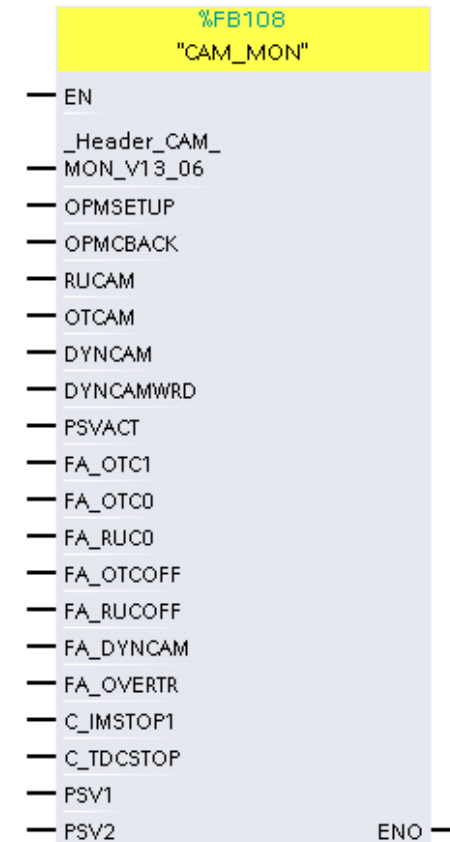 %FB108
"CAM_MON"
EN
_Header_CAM_
MON_V13_06
OPMSETUP
OPMCBACK
RUCAM
OTCAM
DYNCAM
DYNCAMWRD
PSVACT
FA_OTC1
FA_OTC0
FA_RUC0
FA_OTCOFF
FA_RUCOFF
FA_DYNCAM
FA_OVERTR
C_IMSTOP1
C_TDCSTOP
PSV1
PSV2 ENO